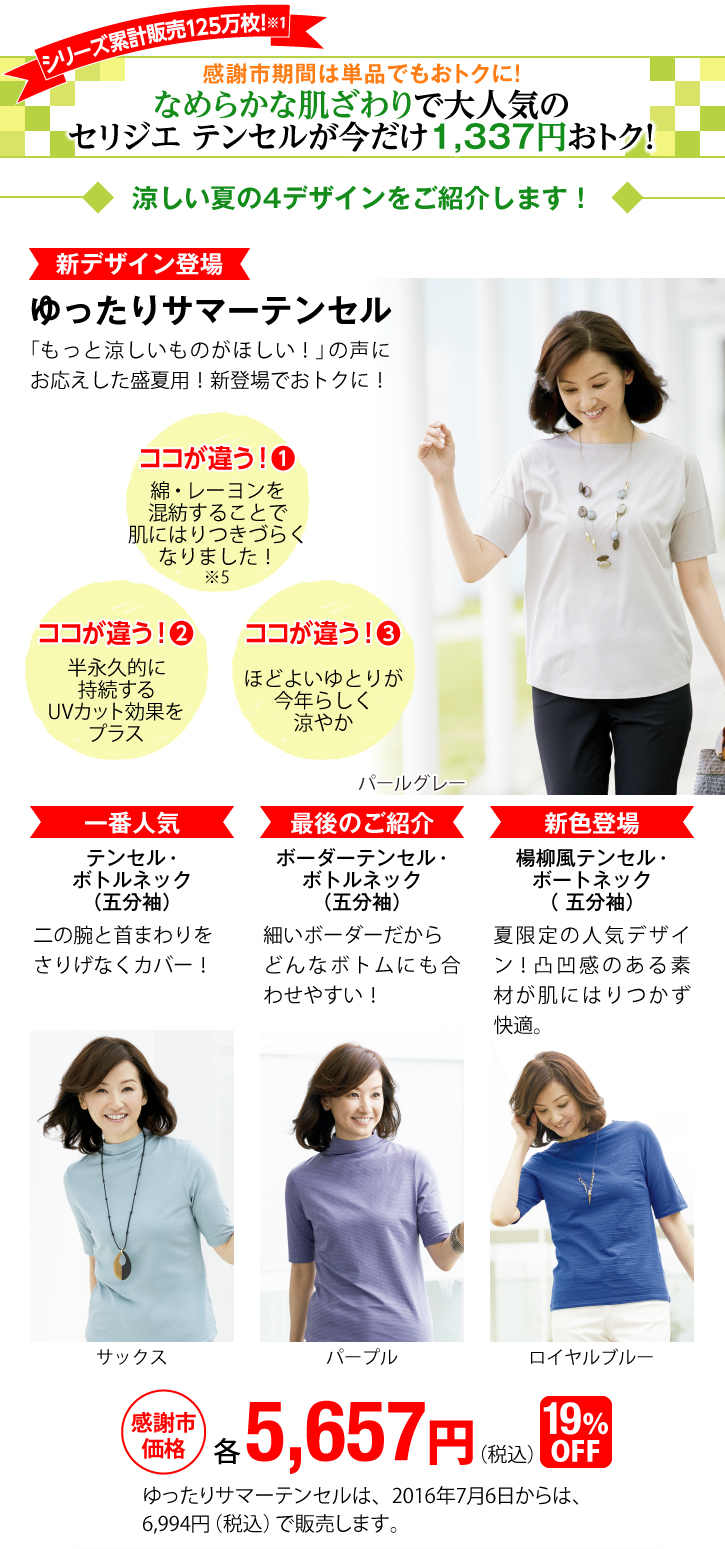 シリーズ累計販売125万枚!※1
感謝市期間は単品でもおトクに!
なめらかな肌ざわりで大人気の
セリジエ テンセルが今だけ1,337円おトク!
涼しい夏の4デザインをご紹介します！
新デザイン登場
ゆったりサマーテンセル
「もっと涼しいものがほしい！」の声に
お応えした盛夏用！新登場でおトクに！
ココが違う！❶
綿・レーヨンを
混紡することで
肌にはりつきづらく
なりました！
※5
ココが違う！❷
半永久的に
持続する
UVカット効果を
プラス
ココが違う！❸
ほどよいゆとりが
今年らしく
涼やか
パールグレー
一番人気
テンセル・
ボトルネック
（五分袖）
二の腕と首まわりを
さりげなくカバー！
サックス
最後のご紹介
ボーダーテンセル・
ボトルネック
（五分袖）
細いボーダーだから
どんなボトムにも合
わせやすい！
パープル
新色登場
楊柳風テンセル・
ボートネック
（ 五分袖）
夏限定の人気デザイ
ン！凸凹感のある素
材が肌にはりつかず
快適。
ロイヤルブルー
感謝市
価格
各5,657円（税込）
19%
OFF
ゆったりサマーテンセルは、2016年7月6日からは、
6,994円（税込）で販売します。